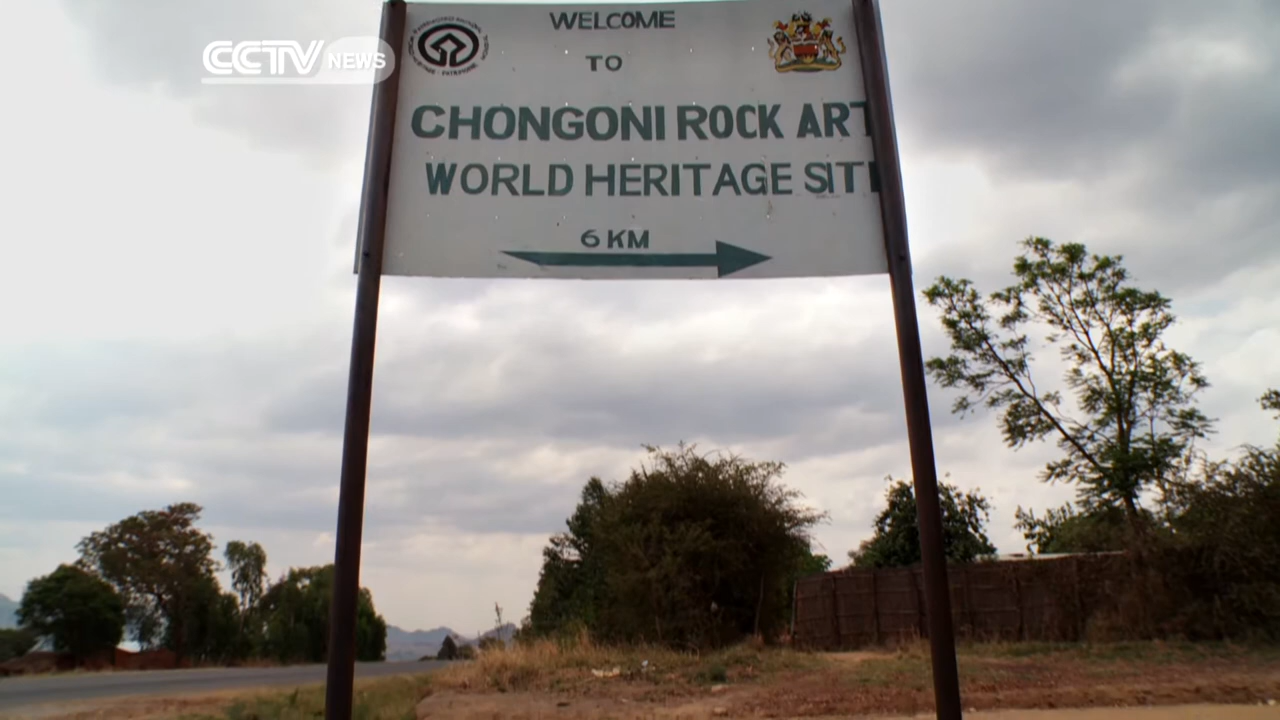 CCTV NEWS
WELCOME
TO
CHONGONI ROCK ART
WORLD HERITAGE SITE
6 KM